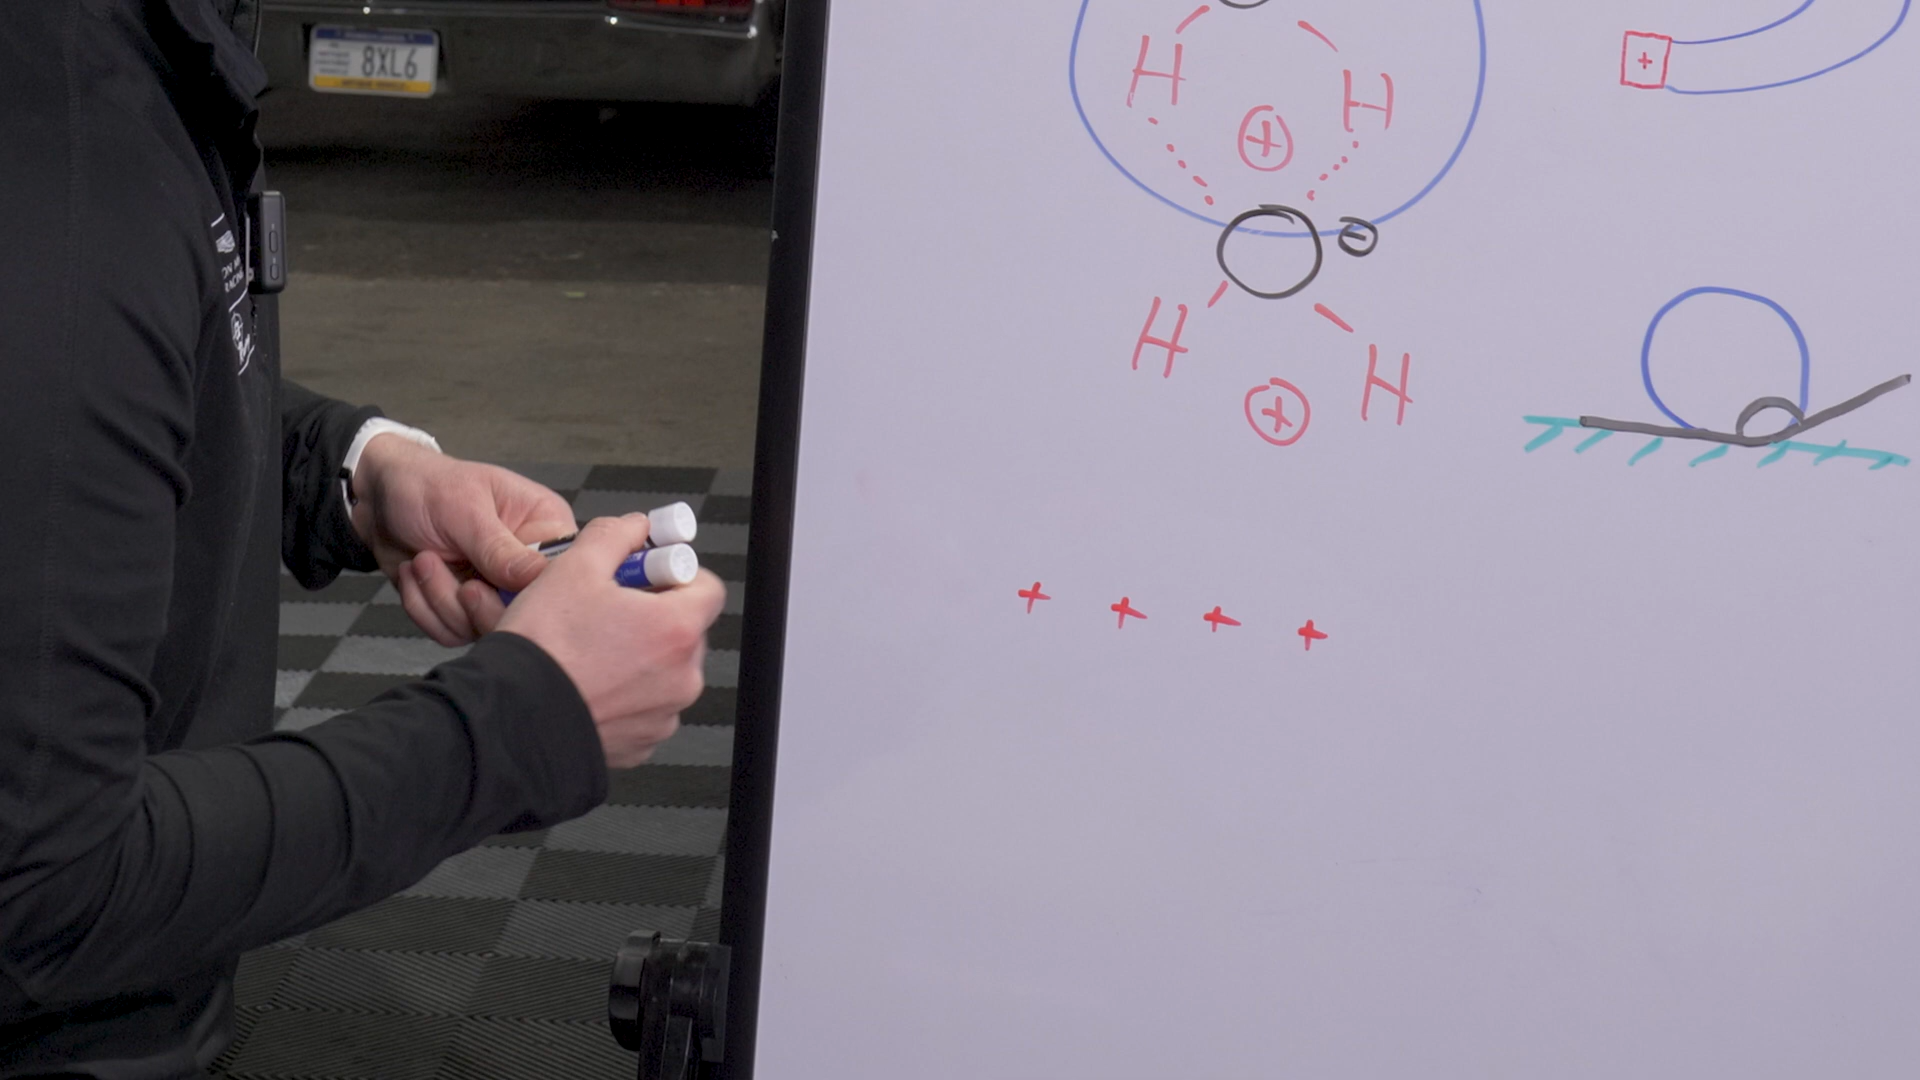 8XL6
H H
+
+
−
H H
+
+ + + +